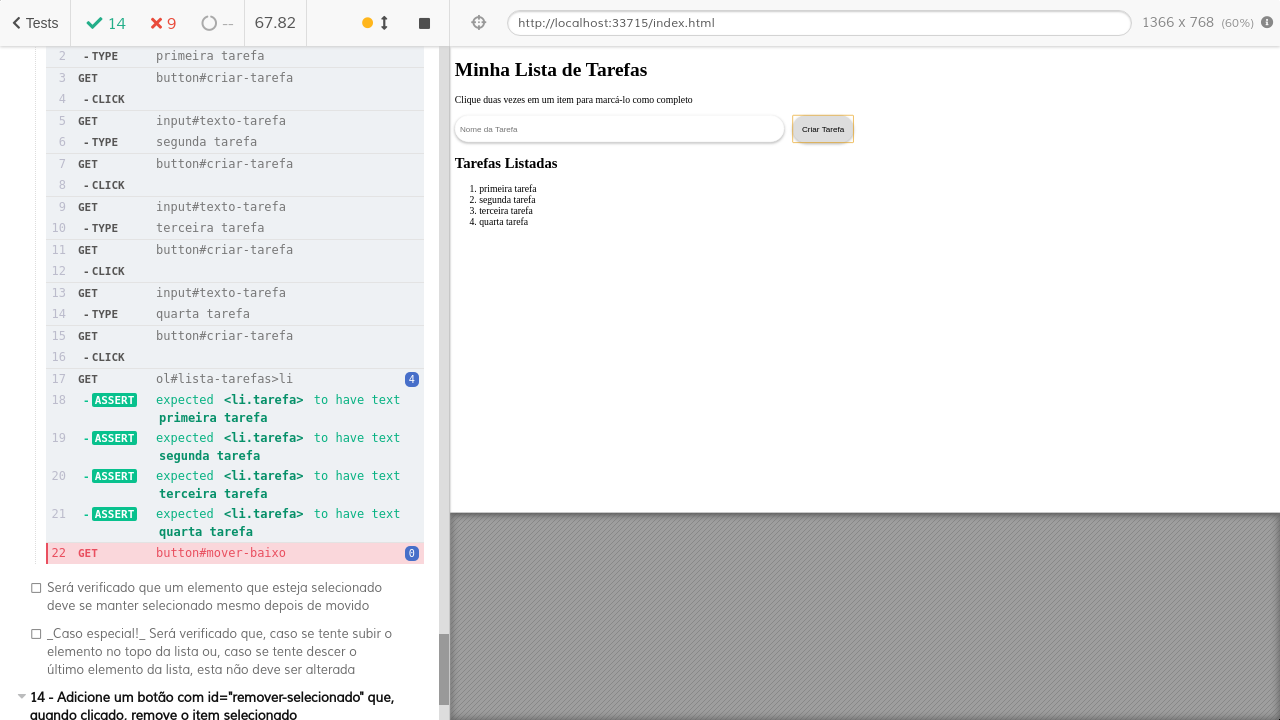 Tests 14 9 -- 67.82
http://localhost:33715/index.html 1366 x 768 (60%)
2 - TYPE primeira tarefa
3 GET button#criar-tarefa
4 - CLICK
5 GET input#texto-tarefa
6 - TYPE segunda tarefa
7 GET button#criar-tarefa
8 - CLICK
9 GET input#texto-tarefa
10 - TYPE terceira tarefa
11 GET button#criar-tarefa
12 - CLICK
13 GET input#texto-tarefa
14 - TYPE quarta tarefa
15 GET button#criar-tarefa
16 - CLICK
17 GET ol#lista-tarefas>li 4
18 - ASSERT expected <li.tarefa> to have text
primeira tarefa
19 - ASSERT expected <li.tarefa> to have text
segunda tarefa
20 - ASSERT expected <li.tarefa> to have text
terceira tarefa
21 - ASSERT expected <li.tarefa> to have text
quarta tarefa
22 GET button#mover-baixo 0
Será verificado que um elemento que esteja selecionado
deve se manter selecionado mesmo depois de movido
_Caso especial!_ Será verificado que, caso se tente subir o
elemento no topo da lista ou, caso se tente descer o
último elemento da lista, esta não deve ser alterada
14 - Adicione um botão com id="remover-selecionado" que,
quando clicado, remove o item selecionado
Minha Lista de Tarefas
Clique duas vezes em um item para marcá-lo como completo
Nome da Tarefa Criar Tarefa
Tarefas Listadas
1. primeira tarefa
2. segunda tarefa
3. terceira tarefa
4. quarta tarefa